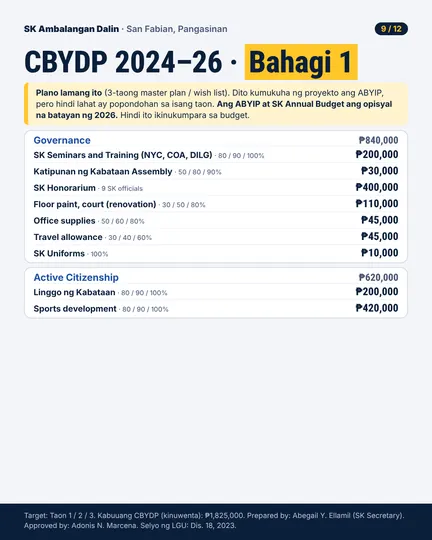 SK Ambalangan Dalin · San Fabian, Pangasinan
9 / 12
CBYDP 2024–26 · Bahagi 1
Plano lamang ito (3-taong master plan / wish list). Dito kumukuha ng proyekto ang ABYIP,
pero hindi lahat ay popondohan sa isang taon. Ang ABYIP at SK Annual Budget ang opisyal
na batayan ng 2026. Hindi ito ikinukumpara sa budget.
Governance ₱840,000
SK Seminars and Training (NYC, COA, DILG) · 80 / 90 / 100% ₱200,000
Katipunan ng Kabataan Assembly · 50 / 80 / 90% ₱30,000
SK Honorarium · 9 SK officials ₱400,000
Floor paint, court (renovation) · 30 / 50 / 80% ₱110,000
Office supplies · 50 / 60 / 80% ₱45,000
Travel allowance · 30 / 40 / 60% ₱45,000
SK Uniforms · 100% ₱10,000
Active Citizenship ₱620,000
Linggo ng Kabataan · 80 / 90 / 100% ₱200,000
Sports development · 80 / 90 / 100% ₱420,000
Target: Taon 1 / 2 / 3. Kabuuang CBYDP (kinuwenta): ₱1,825,000. Prepared by: Abegail Y. Ellamil (SK Secretary).
Approved by: Adonis N. Marcena. Selyo ng LGU: Dis. 18, 2023.